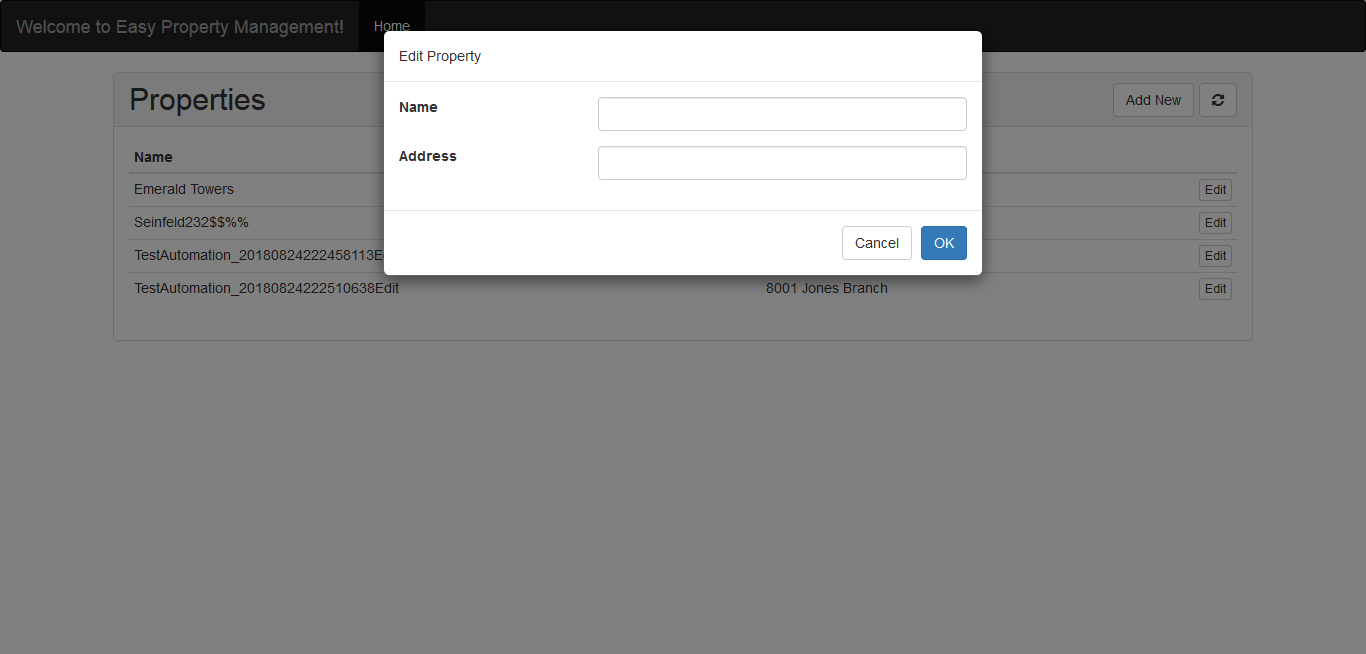 Welcome to Easy Property Management!
Home
Edit Property
Name
Address
Cancel
OK
Properties
Add New
Name
Emerald Towers
Edit
Seinfeld232$$%%
Edit
TestAutomation_20180824222458113E
Edit
TestAutomation_20180824222510638Edit
8001 Jones Branch
Edit